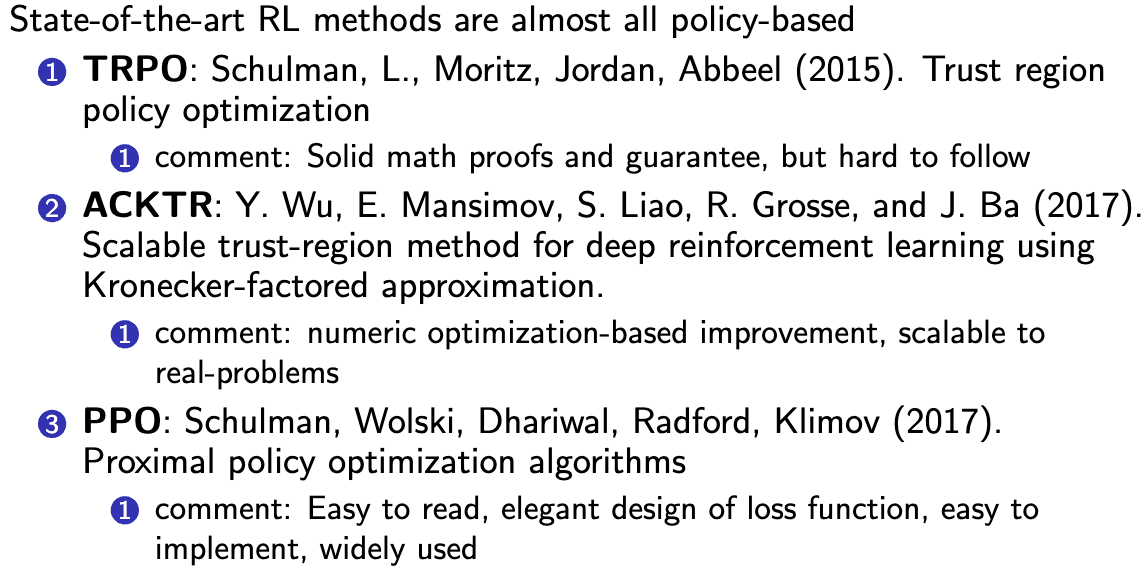 State-of-the-art RL methods are almost all policy-based
1 TRPO: Schulman, L., Moritz, Jordan, Abbeel (2015). Trust region
policy optimization
1 comment: Solid math proofs and guarantee, but hard to follow
2 ACKTR: Y. Wu, E. Mansimov, S. Liao, R. Grosse, and J. Ba (2017).
Scalable trust-region method for deep reinforcement learning using
Kronecker-factored approximation.
1 comment: numeric optimization-based improvement, scalable to
real-problems
3 PPO: Schulman, Wolski, Dhariwal, Radford, Klimov (2017).
Proximal policy optimization algorithms
1 comment: Easy to read, elegant design of loss function, easy to
implement, widely used